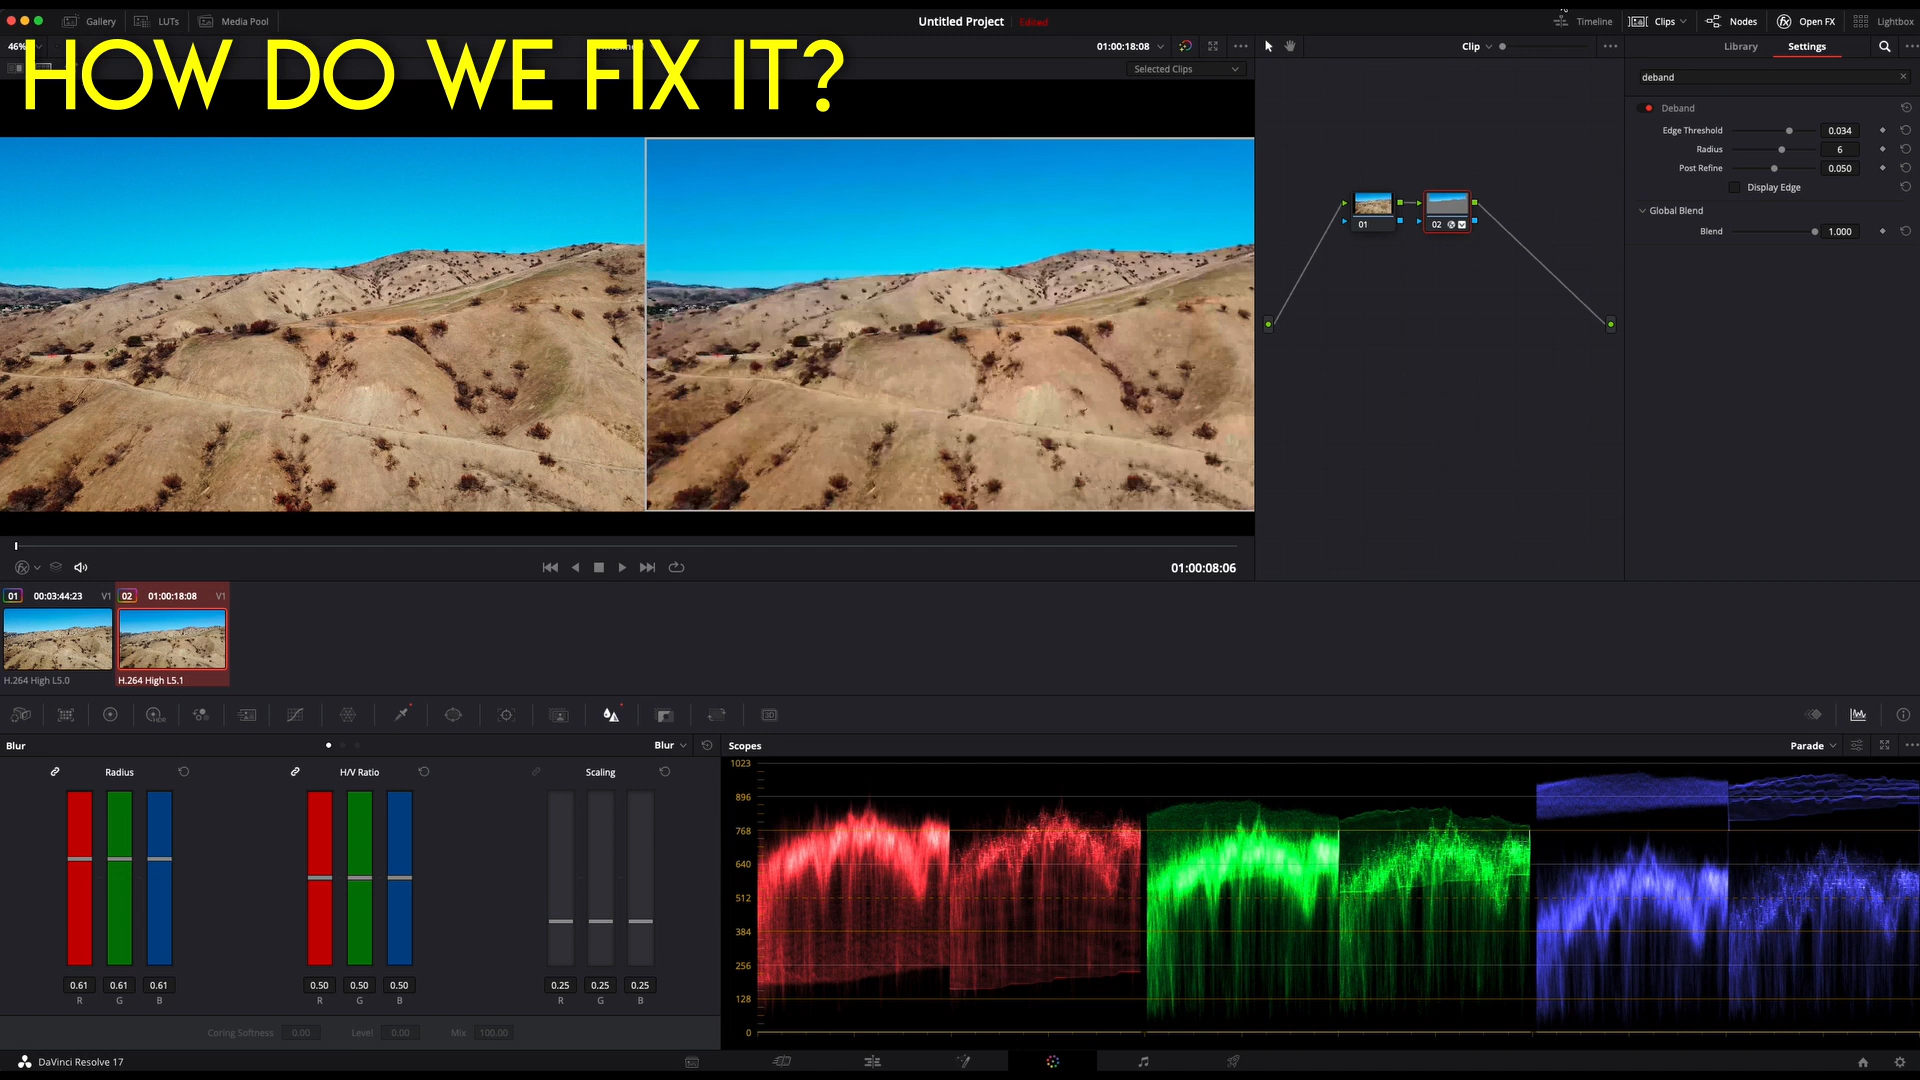 Gallery
LUTs
Media Pool
Untitled Project
Edited
Timeline
Clips
Nodes
Open FX
Lightbox
46%
01:00:18:08
Clip
Library
Settings
HOW DO WE FIX IT?
Selected Clips
deband
Deband
Edge Threshold 0.034
Radius 6
Post Refine 0.050
Display Edge
Global Blend
Blend 1.000
01
02
01:00:08:06
01 00:03:44:23 V1
02 01:00:18:08 V1
H.264 High L5.0
H.264 High L5.1
HDR
3D
Blur
Blur
Scopes
Parade
Radius
H/V Ratio
Scaling
0.61 0.61 0.61
R G B
0.50 0.50 0.50
R G B
0.25 0.25 0.25
R G B
Coring Softness 0.00
Level 0.00
Mix 100.00
1023
896
768
640
512
384
256
128
0
DaVinci Resolve 17